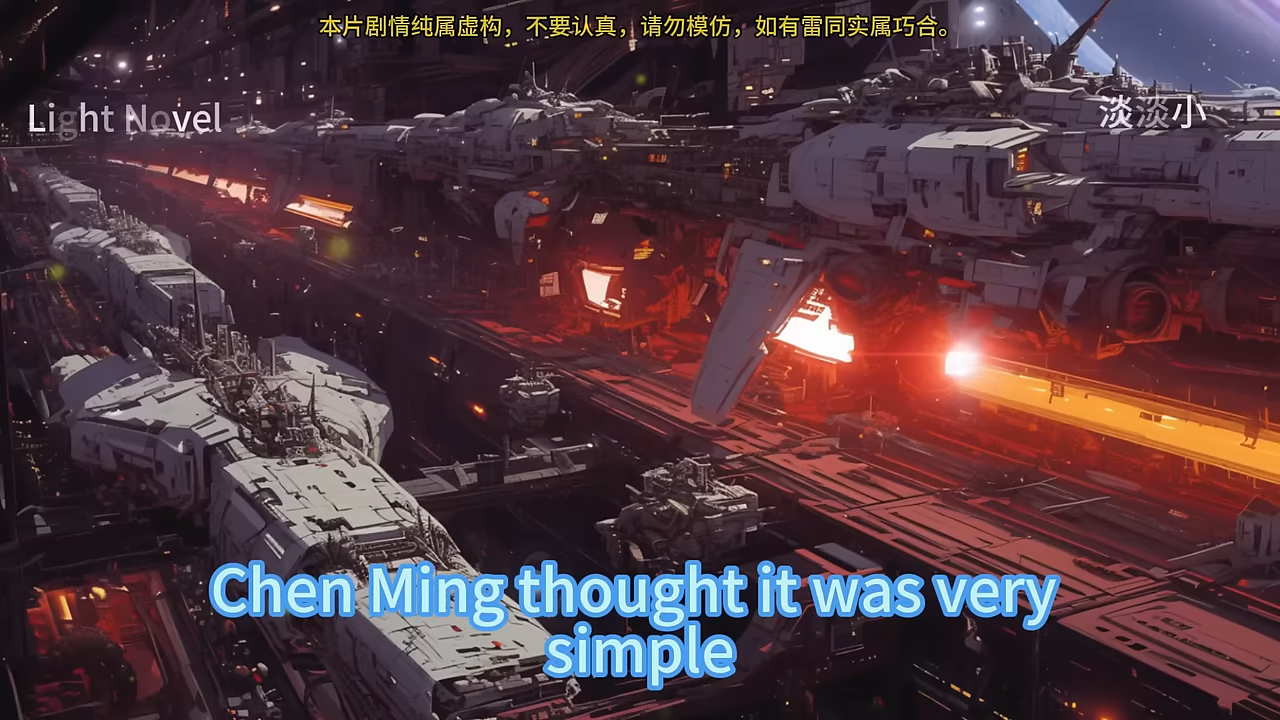 本片剧情纯属虚构，不要认真，请勿模仿，如有雷同实属巧合。
Light Novel
淡淡小
Chen Ming thought it was very
simple